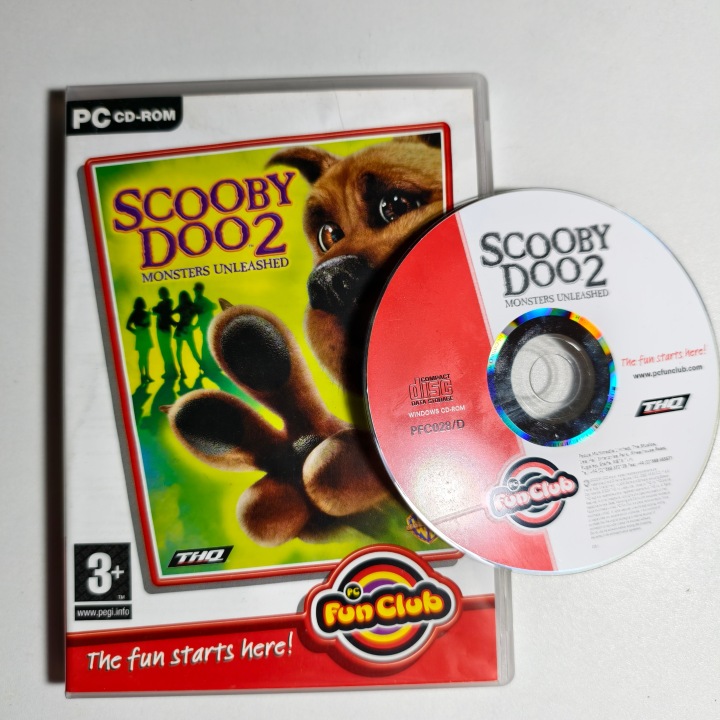 PC CD-ROM
SCOOBY
DOO 2
MONSTERS UNLEASHED
THQ
3+
www.pegi.info
PC
Fun Club
The fun starts here!
SCOOBY
DOO 2
MONSTERS UNLEASHED
The fun starts here!
www.pcfunclub.com
THQ
COMPACT
disc
DATA STORAGE
WINDOWS CD-ROM
PFC028/D
PC
Fun Club